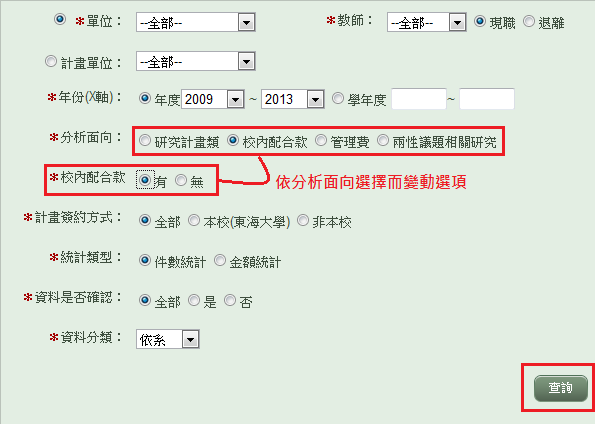 *單位： --全部-- *教師： --全部-- 現職 退離
計畫單位： --全部--
*年份(X軸)： 年度 2009 ~ 2013 學年度 ~
*分析面向： 研究計畫類 校內配合款 管理費 兩性議題相關研究
*校內配合款 有 無 依分析面向選擇而變動選項
*計畫簽約方式： 全部 本校(東海大學) 非本校
*統計類型： 件數統計 金額統計
*資料是否確認： 全部 是 否
*資料分類： 依系
查詢